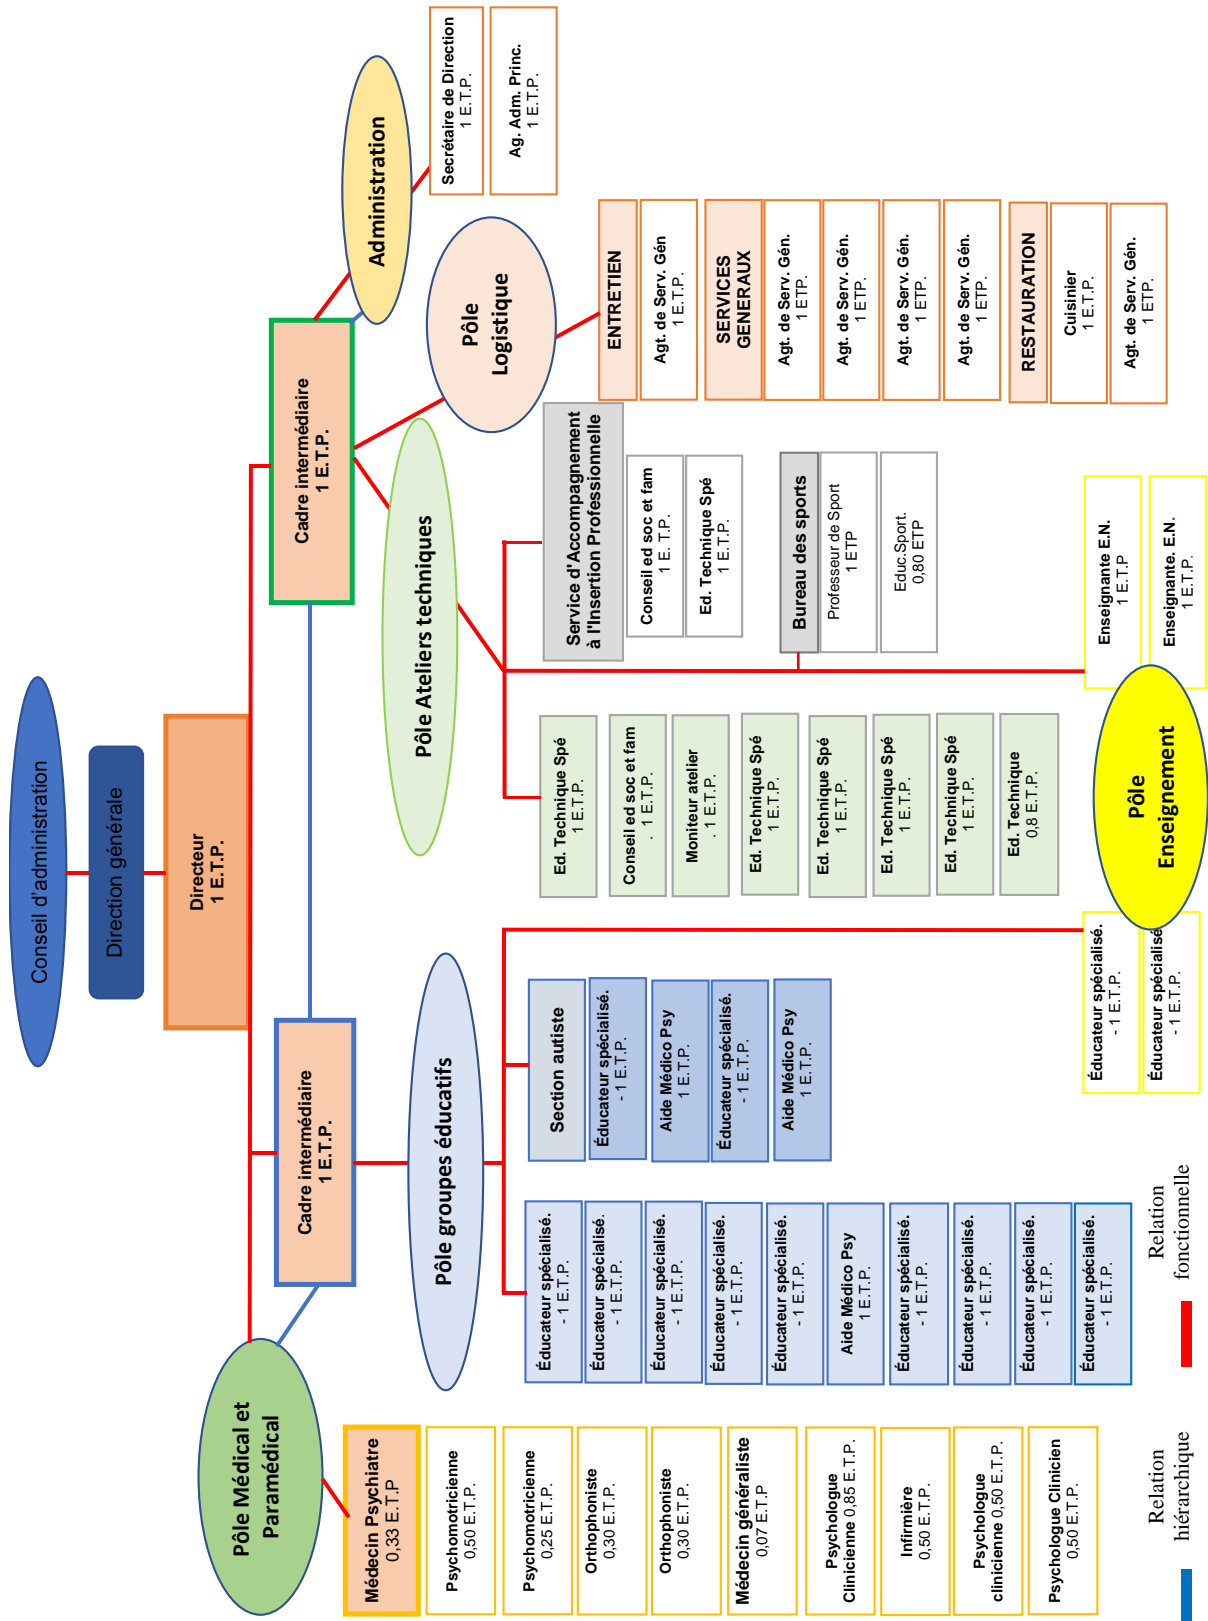 Conseil d'administration
Direction générale
Directeur
1 E.T.P.
Cadre intermédiaire
1 E.T.P.
Cadre intermédiaire
1 E.T.P.
Pôle Médical et
Paramédical
Médecin Psychiatre
0,33 E.T.P
Psychomotricienne
0,50 E.T.P.
Psychomotricienne
0,25 E.T.P.
Orthophoniste
0,30 E.T.P.
Orthophoniste
0,30 E.T.P.
Médecin généraliste
0,07 E.T.P
Psychologue
Clinicienne 0,85 E.T.P.
Infirmière
0,50 E.T.P.
Psychologue
clinicienne 0,50 E.T.P.
Psychologue Clinicien
0,50 E.T.P.
Pôle groupes éducatifs
Éducateur spécialisé.
- 1 E.T.P.
Éducateur spécialisé.
- 1 E.T.P.
Éducateur spécialisé.
- 1 E.T.P.
Éducateur spécialisé.
- 1 E.T.P.
Éducateur spécialisé.
- 1 E.T.P.
Aide Médico Psy
1 E.T.P.
Éducateur spécialisé.
- 1 E.T.P.
Éducateur spécialisé.
- 1 E.T.P.
Éducateur spécialisé.
- 1 E.T.P.
Éducateur spécialisé.
- 1 E.T.P.
Section autiste
Éducateur spécialisé.
- 1 E.T.P.
Aide Médico Psy
1 E.T.P.
Éducateur spécialisé.
- 1 E.T.P.
Aide Médico Psy
1 E.T.P.
Éducateur spécialisé.
- 1 E.T.P.
Éducateur spécialisé
- 1 E.T.P.
Pôle
Enseignement
Enseignante E.N.
1 E.T.P
Enseignante. E.N.
1 E.T.P.
Pôle Ateliers techniques
Ed. Technique Spé
1 E.T.P.
Conseil ed soc et fam
. 1 E.T.P.
Moniteur atelier
. 1 E.T.P.
Ed. Technique Spé
1 E.T.P.
Ed. Technique Spé
1 E.T.P.
Ed. Technique Spé
1 E.T.P.
Ed. Technique Spé
1 E.T.P.
Ed. Technique
0,8 E.T.P.
Service d'Accompagnement
à l'Insertion Professionnelle
Conseil ed soc et fam
1 E. T.P.
Ed. Technique Spé
1 E.T.P.
Bureau des sports
Professeur de Sport
1 ETP
Educ.Sport.
0,80 ETP
Pôle
Logistique
ENTRETIEN
Agt. de Serv. Gén
1 E.T.P.
SERVICES
GENERAUX
Agt. de Serv. Gén.
1 ETP.
Agt. de Serv. Gén.
1 ETP.
Agt. de Serv. Gén.
1 ETP.
Agt. de Serv. Gén.
1 ETP.
RESTAURATION
Cuisinier
1 E.T.P.
Agt. de Serv. Gén.
1 ETP.
Administration
Secrétaire de Direction
1 E.T.P.
Ag. Adm. Princ.
1 E.T.P.
Relation
hiérarchique
Relation
fonctionnelle